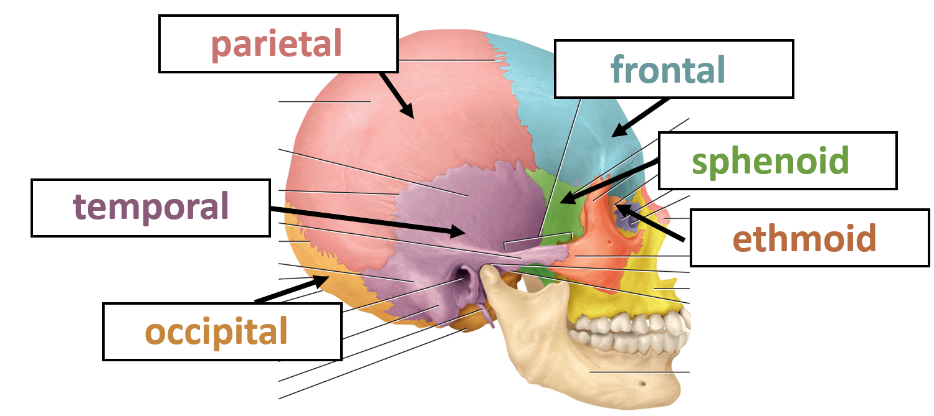 parietal
frontal
sphenoid
temporal
ethmoid
occipital